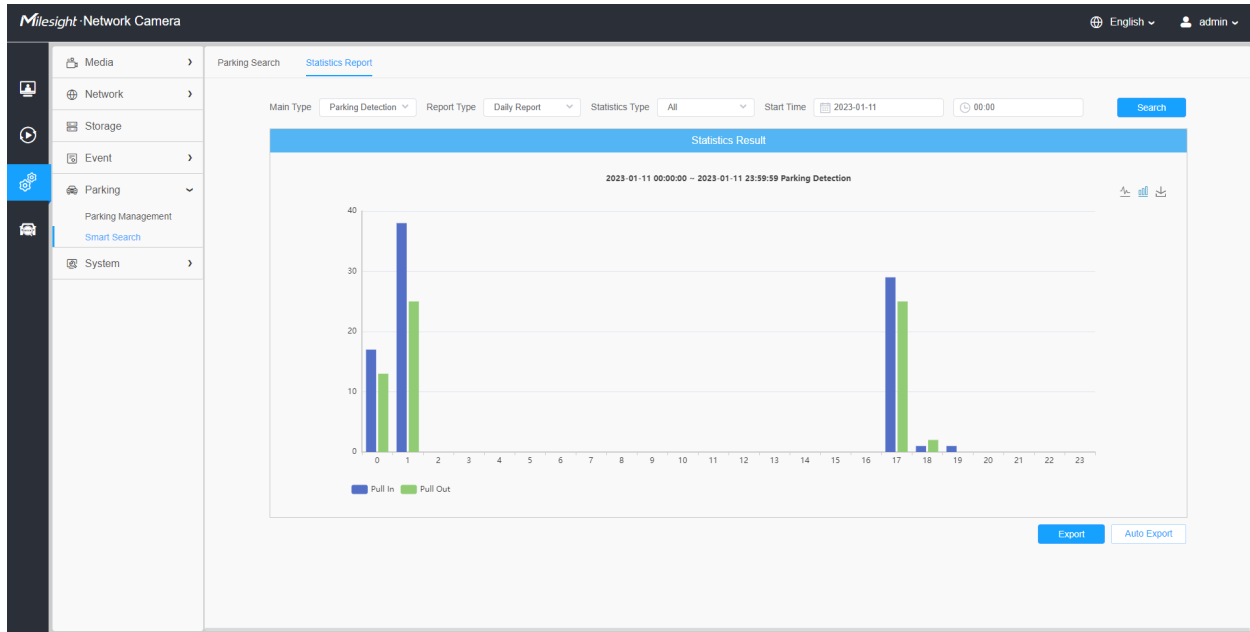 Milesight ·Network Camera English admin
Media Parking Search Statistics Report
Network
Main Type Parking Detection Report Type Daily Report Statistics Type All Start Time 2023-01-11 00:00 Search
Storage
Statistics Result
Event
2023-01-11 00:00:00 ~ 2023-01-11 23:59:59 Parking Detection
Parking
Parking Management
Smart Search
System
40
30
20
10
0
0 1 2 3 4 5 6 7 8 9 10 11 12 13 14 15 16 17 18 19 20 21 22 23
Pull In Pull Out
Export Auto Export